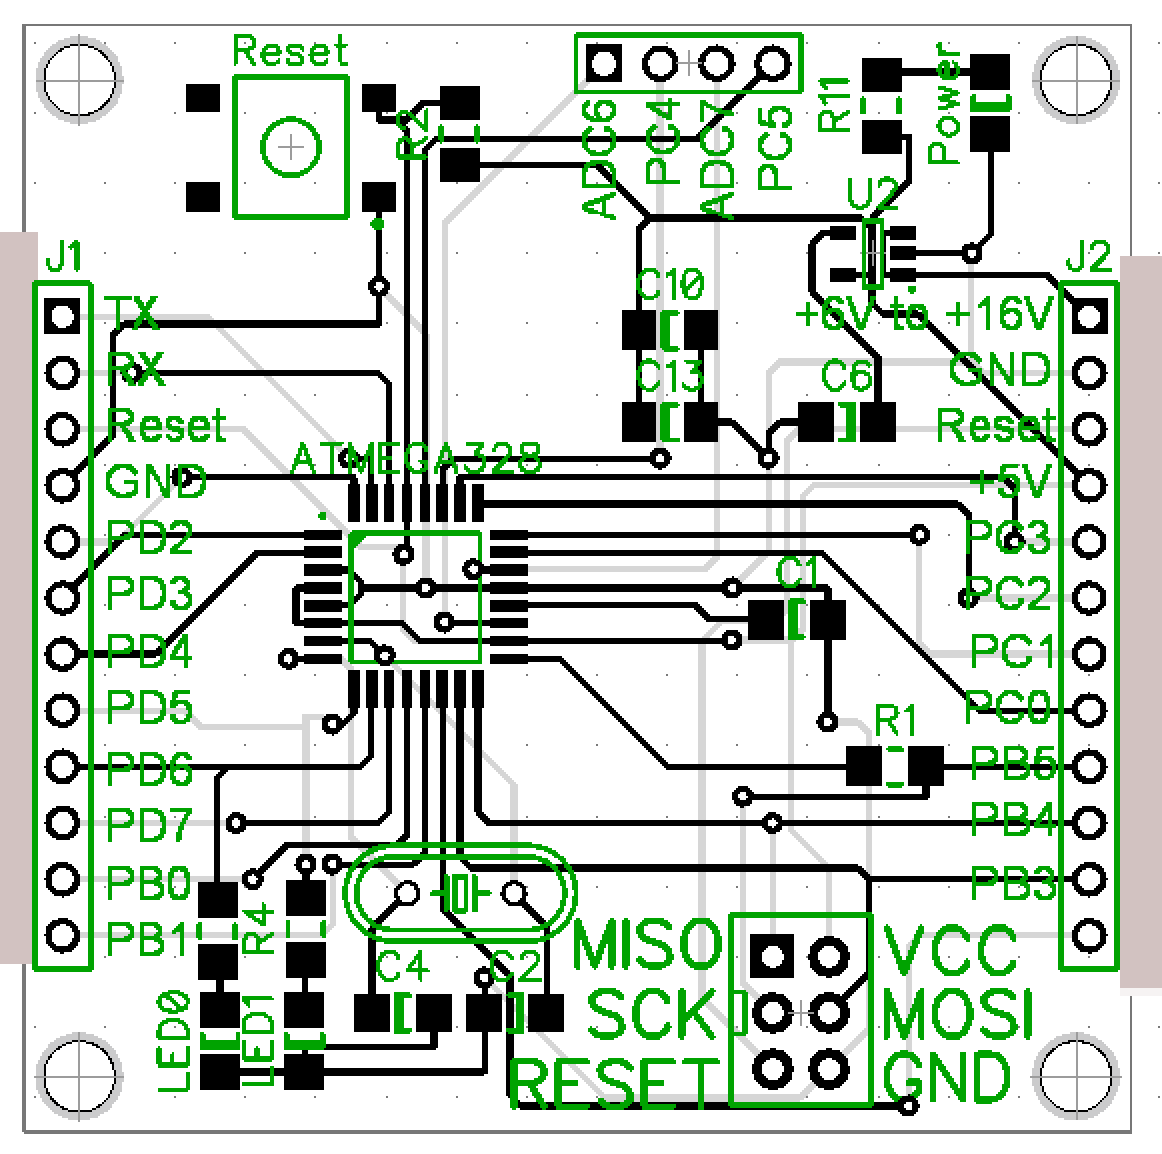 Reset
R2
ADC6
PC4
ADC7
PC5
R11
Power
U2
J1
J2
TX
C10
+6V to +16V
RX
C13
C6
GND
Reset
Reset
ATMEGA328
GND
+5V
PD2
PC3
PD3
C1
PC2
PD4
PC1
PD5
PC0
R1
PD6
PB5
PD7
PB4
PB0
PB3
PB1
R4
MISO
VCC
C4
C2
SCK
MOSI
LED0
LED1
RESET
GND